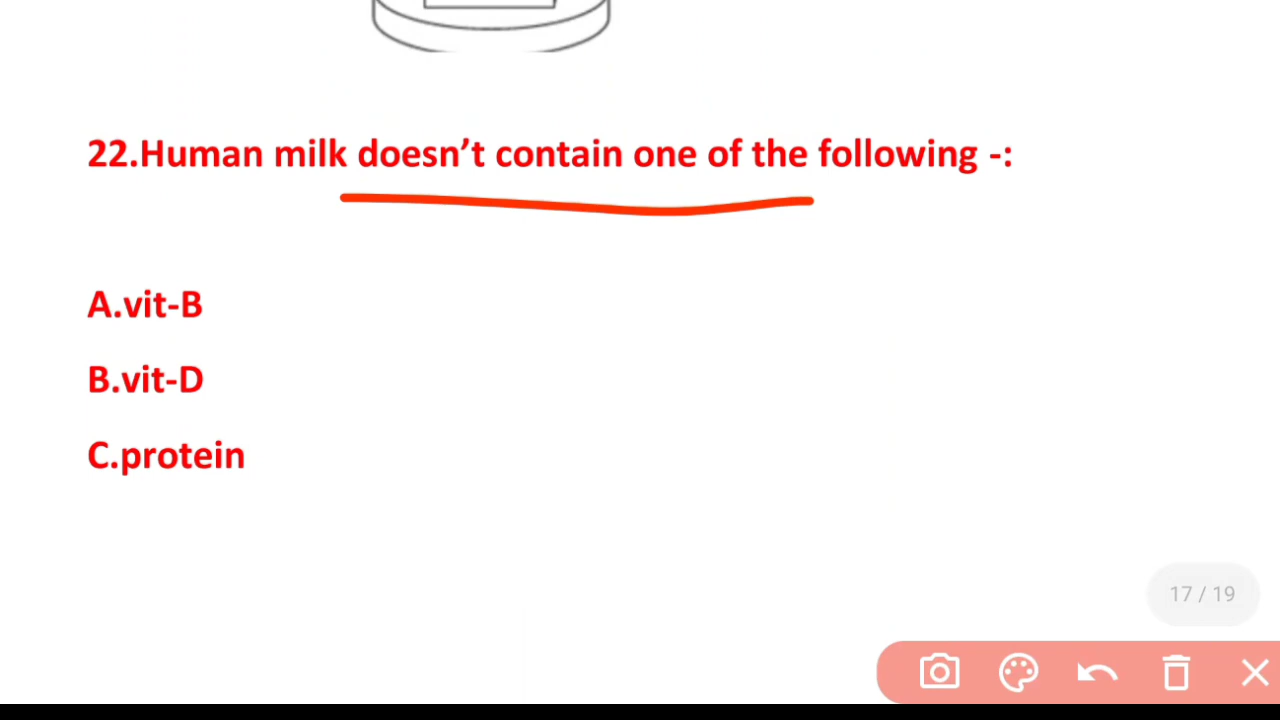 22.Human milk doesn’t contain one of the following -:
A.vit-B
B.vit-D
C.protein
17 / 19